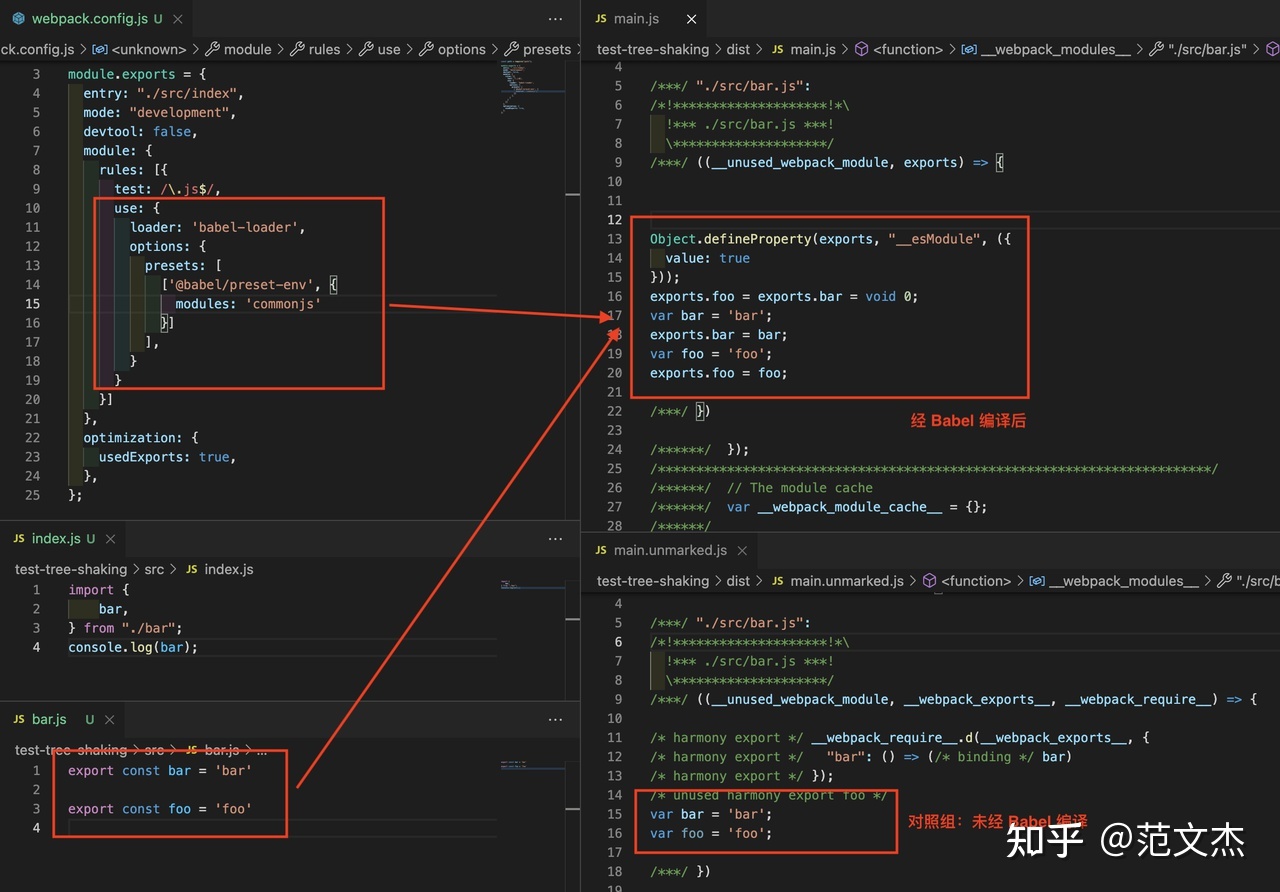 webpack.config.js U
ck.config.js > <unknown> > module > rules > use > options > presets >
3 module.exports = {
4 entry: "./src/index",
5 mode: "development",
6 devtool: false,
7 module: {
8 rules: [{
9 test: /\.js$/,
10 use: {
11 loader: 'babel-loader',
12 options: {
13 presets: [
14 ['@babel/preset-env', {
15 modules: 'commonjs'
16 }]
17 ],
18 }
19 }
20 }]
21 },
22 optimization: {
23 usedExports: true,
24 },
25 };
JS index.js U
test-tree-shaking > src > JS index.js
1 import {
2 bar,
3 } from "./bar";
4 console.log(bar);
JS bar.js U
test-tree-shaking > src > JS bar.js > ...
1 export const bar = 'bar'
2
3 export const foo = 'foo'
4
JS main.js
test-tree-shaking > dist > JS main.js > <function> > __webpack_modules__ > "./src/bar.js" >
4
5 /***/ "./src/bar.js":
6 /*!********************!*\
7 !*** ./src/bar.js ***!
8 \********************/
9 /***/ ((__unused_webpack_module, exports) => {
10
11
12
13 Object.defineProperty(exports, "__esModule", ({
14 value: true
15 }));
16 exports.foo = exports.bar = void 0;
17 var bar = 'bar';
18 exports.bar = bar;
19 var foo = 'foo';
20 exports.foo = foo;
21
22 /***/ })
经 Babel 编译后
23
24 /******/ });
25 /************************************************************************/
26 /******/ // The module cache
27 /******/ var __webpack_module_cache__ = {};
28 /******/
JS main.unmarked.js
test-tree-shaking > dist > JS main.unmarked.js > <function> > __webpack_modules__ > "./src/b
4
5 /***/ "./src/bar.js":
6 /*!********************!*\
7 !*** ./src/bar.js ***!
8 \********************/
9 /***/ ((__unused_webpack_module, __webpack_exports__, __webpack_require__) => {
10
11 /* harmony export */ __webpack_require__.d(__webpack_exports__, {
12 /* harmony export */ "bar": () => (/* binding */ bar)
13 /* harmony export */ });
14 /* unused harmony export foo */
15 var bar = 'bar';
16 var foo = 'foo';
对照组：未经 Babel 编译
17
18 /***/ })
19
知乎 @范文杰